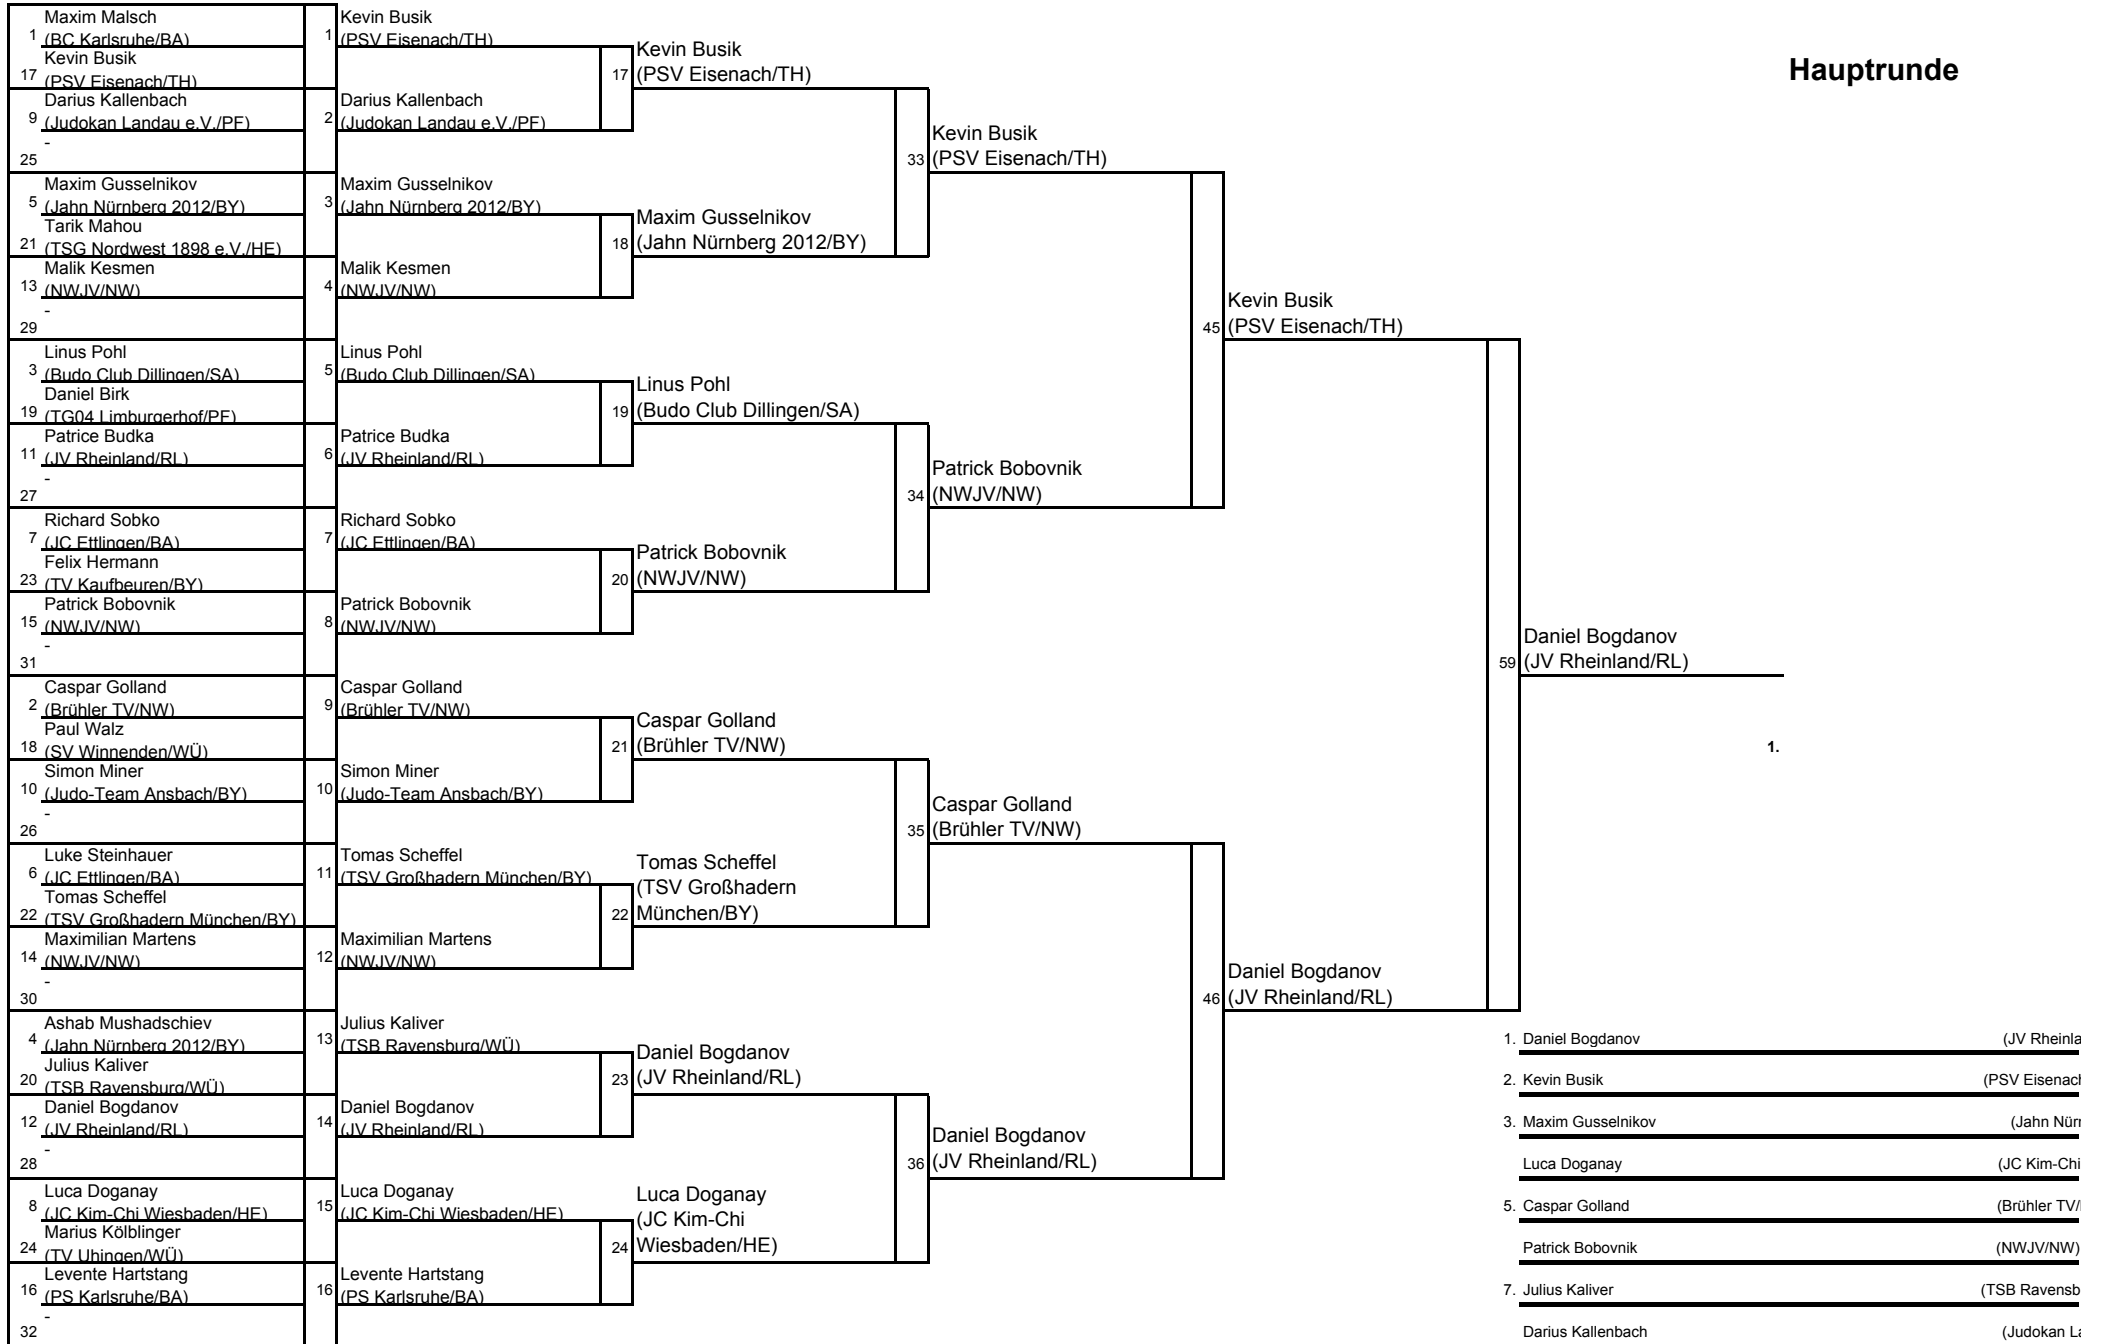 Hauptrunde
1
Maxim Malsch
(BC Karlsruhe/BA)
17
Kevin Busik
(PSV Eisenach/TH)
9
Darius Kallenbach
(Judokan Landau e.V./PF)
25
-
5
Maxim Gusselnikov
(Jahn Nürnberg 2012/BY)
21
Tarik Mahou
(TSG Nordwest 1898 e.V./HE)
13
Malik Kesmen
(NWJV/NW)
29
-
3
Linus Pohl
(Budo Club Dillingen/SA)
19
Daniel Birk
(TG04 Limburgerhof/PF)
11
Patrice Budka
(JV Rheinland/RL)
27
-
7
Richard Sobko
(JC Ettlingen/BA)
23
Felix Hermann
(TV Kaufbeuren/BY)
15
Patrick Bobovnik
(NWJV/NW)
31
-
2
Caspar Golland
(Brühler TV/NW)
18
Paul Walz
(SV Winnenden/WÜ)
10
Simon Miner
(Judo-Team Ansbach/BY)
26
-
6
Luke Steinhauer
(JC Ettlingen/BA)
22
Tomas Scheffel
(TSV Großhadern München/BY)
14
Maximilian Martens
(NWJV/NW)
30
-
4
Ashab Mushadschiev
(Jahn Nürnberg 2012/BY)
20
Julius Kaliver
(TSB Ravensburg/WÜ)
12
Daniel Bogdanov
(JV Rheinland/RL)
28
-
8
Luca Doganay
(JC Kim-Chi Wiesbaden/HE)
24
Marius Kölblinger
(TV Uhingen/WÜ)
16
Levente Hartstang
(PS Karlsruhe/BA)
32
-
1
Kevin Busik
(PSV Eisenach/TH)
2
Darius Kallenbach
(Judokan Landau e.V./PF)
3
Maxim Gusselnikov
(Jahn Nürnberg 2012/BY)
4
Malik Kesmen
(NWJV/NW)
5
Linus Pohl
(Budo Club Dillingen/SA)
6
Patrice Budka
(JV Rheinland/RL)
7
Richard Sobko
(JC Ettlingen/BA)
8
Patrick Bobovnik
(NWJV/NW)
9
Caspar Golland
(Brühler TV/NW)
10
Simon Miner
(Judo-Team Ansbach/BY)
11
Tomas Scheffel
(TSV Großhadern München/BY)
12
Maximilian Martens
(NWJV/NW)
13
Julius Kaliver
(TSB Ravensburg/WÜ)
14
Daniel Bogdanov
(JV Rheinland/RL)
15
Luca Doganay
(JC Kim-Chi Wiesbaden/HE)
16
Levente Hartstang
(PS Karlsruhe/BA)
17
Kevin Busik
(PSV Eisenach/TH)
18
Maxim Gusselnikov
(Jahn Nürnberg 2012/BY)
19
Linus Pohl
(Budo Club Dillingen/SA)
20
Patrick Bobovnik
(NWJV/NW)
21
Caspar Golland
(Brühler TV/NW)
22
Tomas Scheffel
(TSV Großhadern
München/BY)
23
Daniel Bogdanov
(JV Rheinland/RL)
24
Luca Doganay
(JC Kim-Chi
Wiesbaden/HE)
33
Kevin Busik
(PSV Eisenach/TH)
34
Patrick Bobovnik
(NWJV/NW)
35
Caspar Golland
(Brühler TV/NW)
36
Daniel Bogdanov
(JV Rheinland/RL)
45
Kevin Busik
(PSV Eisenach/TH)
46
Daniel Bogdanov
(JV Rheinland/RL)
59
Daniel Bogdanov
(JV Rheinland/RL)
1.
1. Daniel Bogdanov (JV Rheinla
2. Kevin Busik (PSV Eisenach
3. Maxim Gusselnikov (Jahn Nür
Luca Doganay (JC Kim-Chi
5. Caspar Golland (Brühler TV/
Patrick Bobovnik (NWJV/NW)
7. Julius Kaliver (TSB Ravensb
Darius Kallenbach (Judokan La